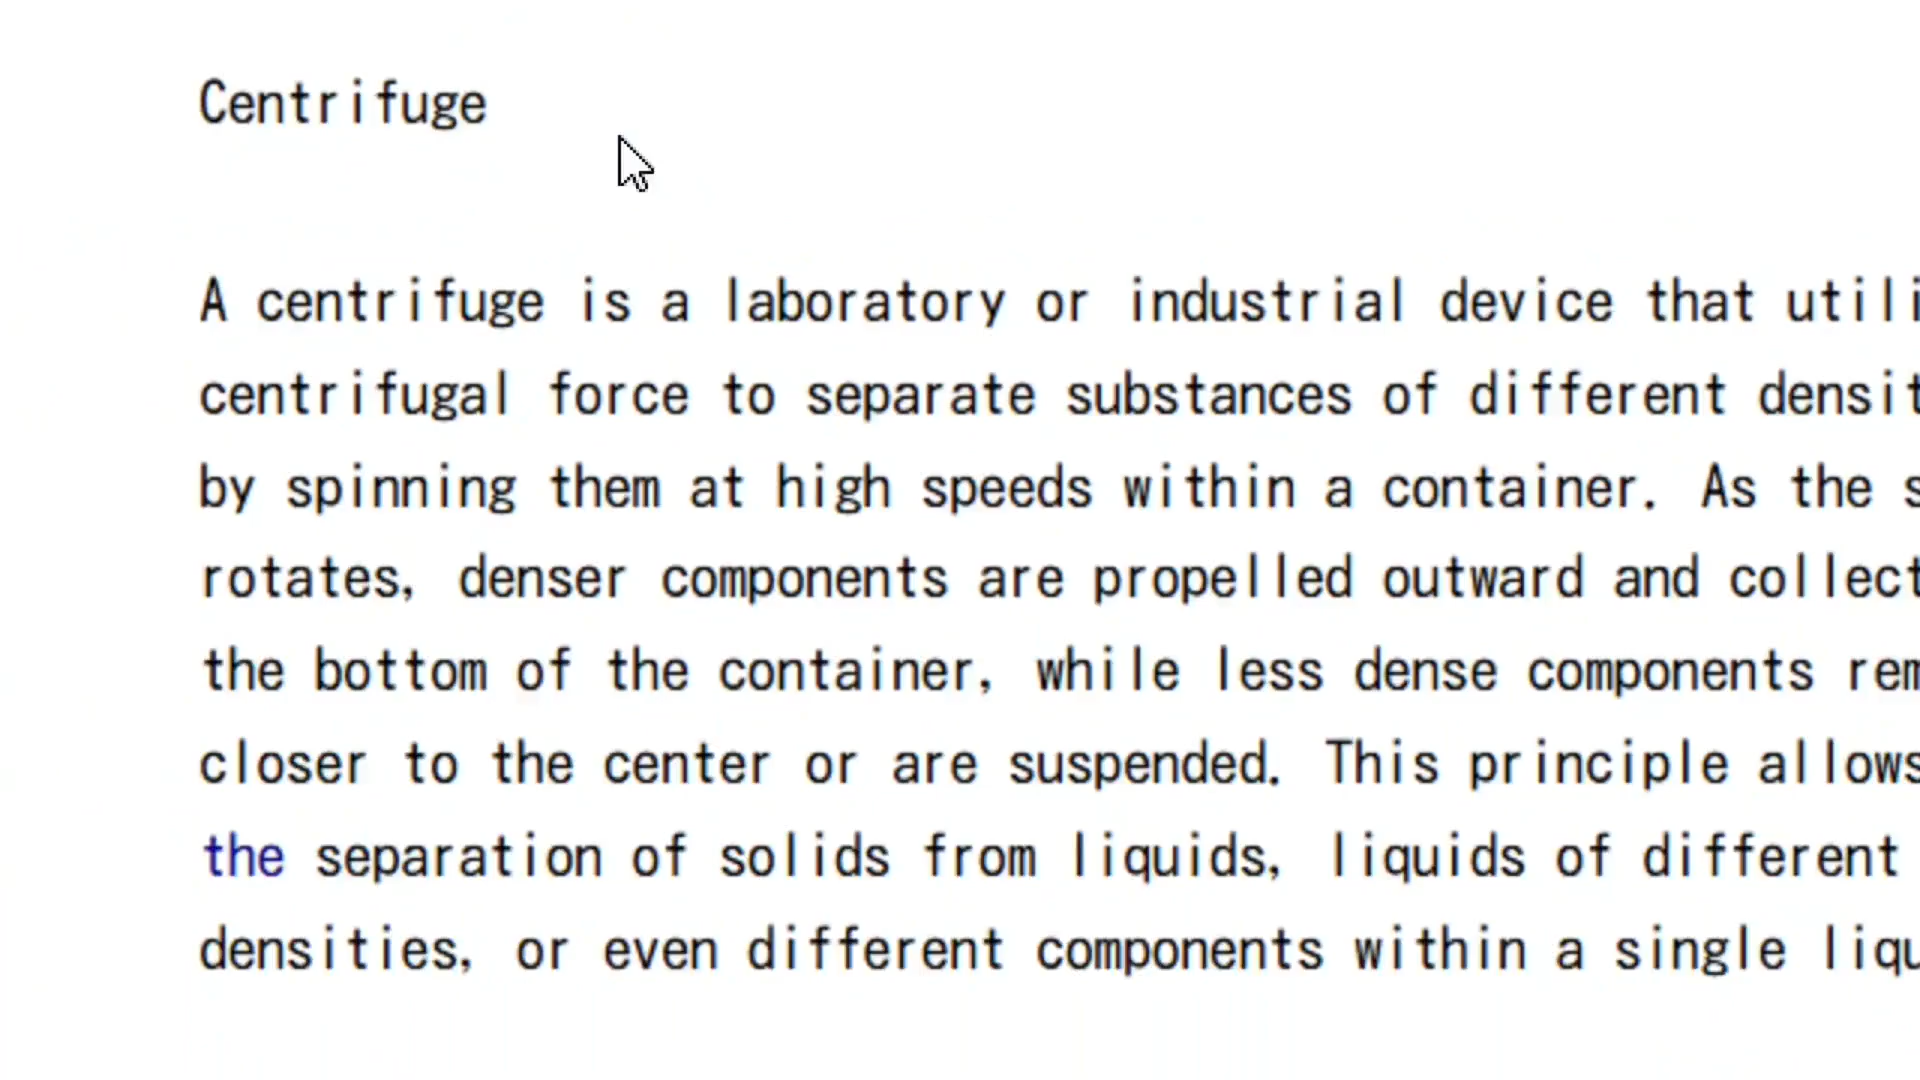 Centrifuge
A centrifuge is a laboratory or industrial device that utili
centrifugal force to separate substances of different densit
by spinning them at high speeds within a container. As the s
rotates, denser components are propelled outward and collect
the bottom of the container, while less dense components rem
closer to the center or are suspended. This principle allows
the separation of solids from liquids, liquids of different
densities, or even different components within a single liqu